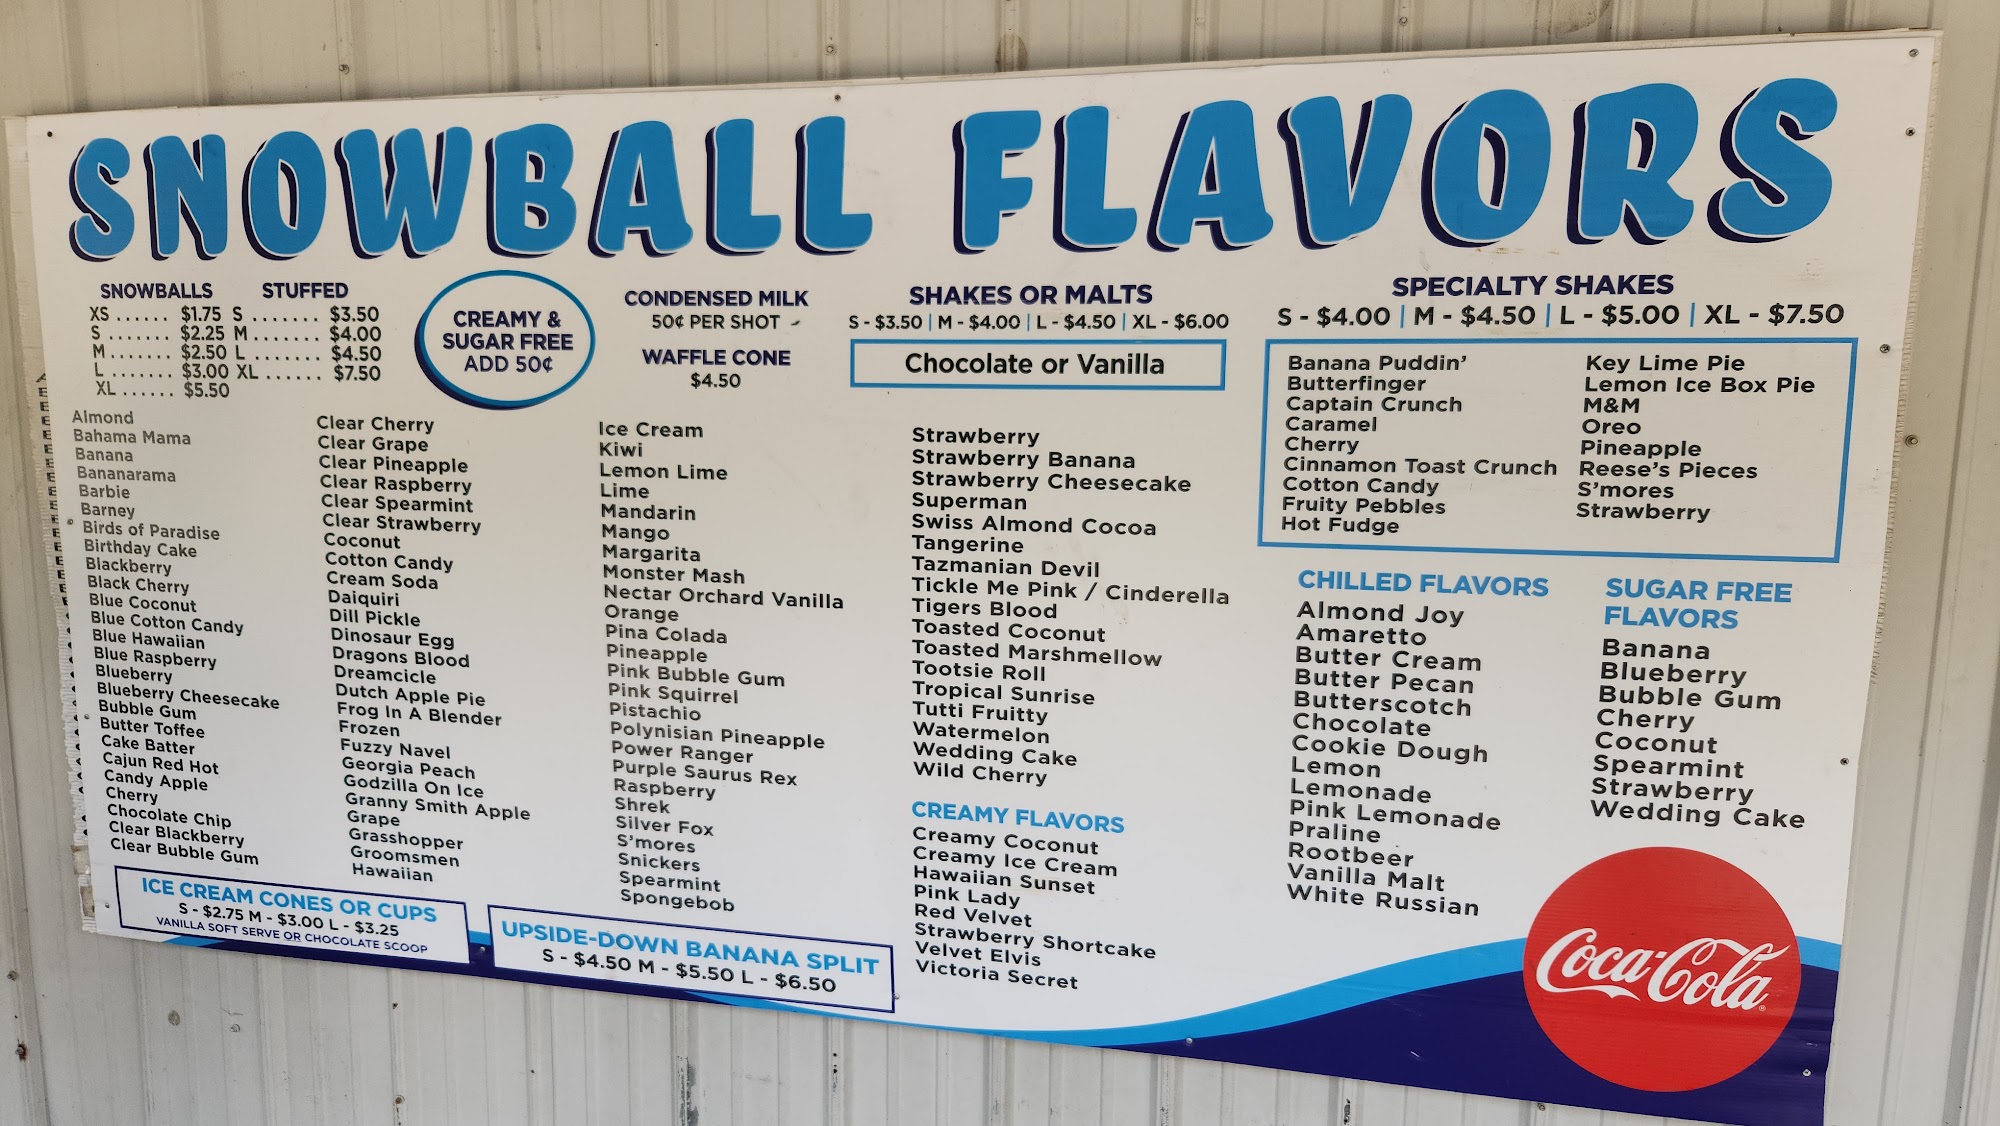 SNOWBALL FLAVORS
SNOWBALLS
XS ...... $1.75
S ....... $2.25
M ....... $2.50
L ....... $3.00
XL ...... $5.50
STUFFED
S ....... $3.50
M ....... $4.00
L ....... $4.50
XL ...... $7.50
CREAMY &
SUGAR FREE
ADD 50¢
CONDENSED MILK
50¢ PER SHOT
WAFFLE CONE
$4.50
SHAKES OR MALTS
S - $3.50 | M - $4.00 | L - $4.50 | XL - $6.00
Chocolate or Vanilla
SPECIALTY SHAKES
S - $4.00 | M - $4.50 | L - $5.00 | XL - $7.50
Banana Puddin'
Butterfinger
Captain Crunch
Caramel
Cherry
Cinnamon Toast Crunch
Cotton Candy
Fruity Pebbles
Hot Fudge
Key Lime Pie
Lemon Ice Box Pie
M&M
Oreo
Pineapple
Reese's Pieces
S'mores
Strawberry
Almond
Bahama Mama
Banana
Bananarama
Barbie
Barney
Birds of Paradise
Birthday Cake
Blackberry
Black Cherry
Blue Coconut
Blue Cotton Candy
Blue Hawaiian
Blue Raspberry
Blueberry
Blueberry Cheesecake
Bubble Gum
Butter Toffee
Cake Batter
Cajun Red Hot
Candy Apple
Cherry
Chocolate Chip
Clear Blackberry
Clear Bubble Gum
Clear Cherry
Clear Grape
Clear Pineapple
Clear Raspberry
Clear Spearmint
Clear Strawberry
Coconut
Cotton Candy
Cream Soda
Daiquiri
Dill Pickle
Dinosaur Egg
Dragons Blood
Dreamcicle
Dutch Apple Pie
Frog In A Blender
Frozen
Fuzzy Navel
Georgia Peach
Godzilla On Ice
Granny Smith Apple
Grape
Grasshopper
Groomsmen
Hawaiian
Ice Cream
Kiwi
Lemon Lime
Lime
Mandarin
Mango
Margarita
Monster Mash
Nectar Orchard Vanilla
Orange
Pina Colada
Pineapple
Pink Bubble Gum
Pink Squirrel
Pistachio
Polynisian Pineapple
Power Ranger
Purple Saurus Rex
Raspberry
Shrek
Silver Fox
S'mores
Snickers
Spearmint
Spongebob
Strawberry
Strawberry Banana
Strawberry Cheesecake
Superman
Swiss Almond Cocoa
Tangerine
Tazmanian Devil
Tickle Me Pink / Cinderella
Tigers Blood
Toasted Coconut
Toasted Marshmellow
Tootsie Roll
Tropical Sunrise
Tutti Fruitty
Watermelon
Wedding Cake
Wild Cherry
CREAMY FLAVORS
Creamy Coconut
Creamy Ice Cream
Hawaiian Sunset
Pink Lady
Red Velvet
Strawberry Shortcake
Velvet Elvis
Victoria Secret
CHILLED FLAVORS
Almond Joy
Amaretto
Butter Cream
Butter Pecan
Butterscotch
Chocolate
Cookie Dough
Lemon
Lemonade
Pink Lemonade
Praline
Rootbeer
Vanilla Malt
White Russian
SUGAR FREE
FLAVORS
Banana
Blueberry
Bubble Gum
Cherry
Coconut
Spearmint
Strawberry
Wedding Cake
ICE CREAM CONES OR CUPS
S - $2.75 M - $3.00 L - $3.25
VANILLA SOFT SERVE OR CHOCOLATE SCOOP
UPSIDE-DOWN BANANA SPLIT
S - $4.50 M - $5.50 L - $6.50
Coca-Cola